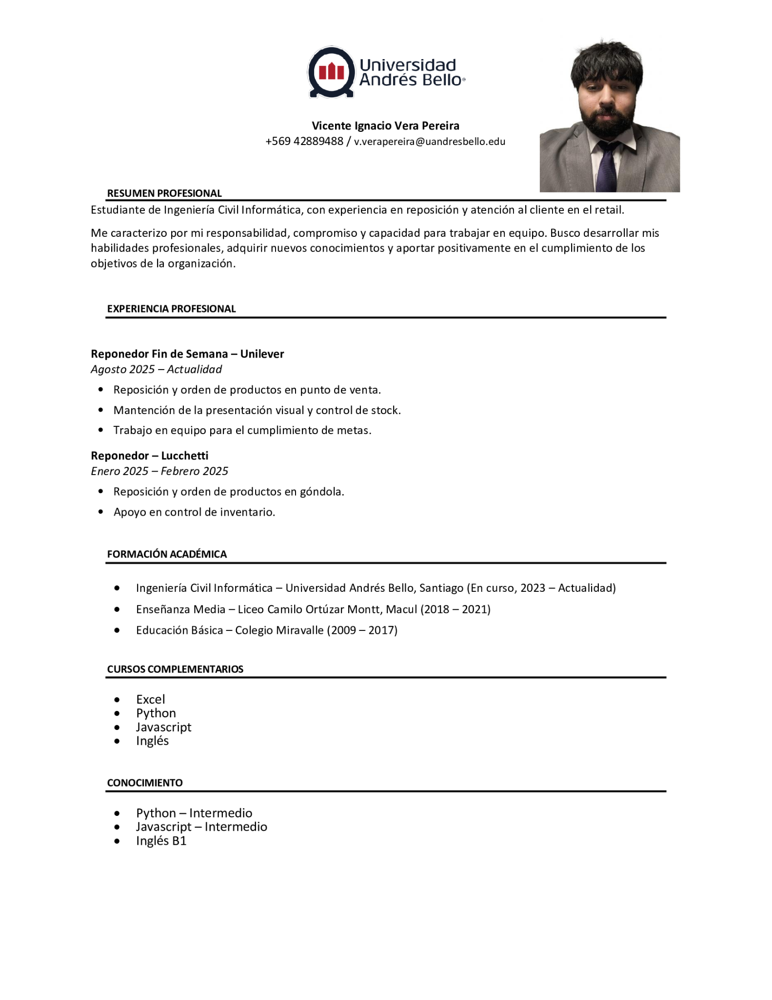 Universidad
Andrés Bello®
Vicente Ignacio Vera Pereira
+569 42889488 / v.verapereira@uandresbello.edu
RESUMEN PROFESIONAL
Estudiante de Ingeniería Civil Informática, con experiencia en reposición y atención al cliente en el retail.
Me caracterizo por mi responsabilidad, compromiso y capacidad para trabajar en equipo. Busco desarrollar mis
habilidades profesionales, adquirir nuevos conocimientos y aportar positivamente en el cumplimiento de los
objetivos de la organización.
EXPERIENCIA PROFESIONAL
Reponedor Fin de Semana – Unilever
Agosto 2025 – Actualidad
• Reposición y orden de productos en punto de venta.
• Mantención de la presentación visual y control de stock.
• Trabajo en equipo para el cumplimiento de metas.
Reponedor – Lucchetti
Enero 2025 – Febrero 2025
• Reposición y orden de productos en góndola.
• Apoyo en control de inventario.
FORMACIÓN ACADÉMICA
• Ingeniería Civil Informática – Universidad Andrés Bello, Santiago (En curso, 2023 – Actualidad)
• Enseñanza Media – Liceo Camilo Ortúzar Montt, Macul (2018 – 2021)
• Educación Básica – Colegio Miravalle (2009 – 2017)
CURSOS COMPLEMENTARIOS
• Excel
• Python
• Javascript
• Inglés
CONOCIMIENTO
• Python – Intermedio
• Javascript – Intermedio
• Inglés B1